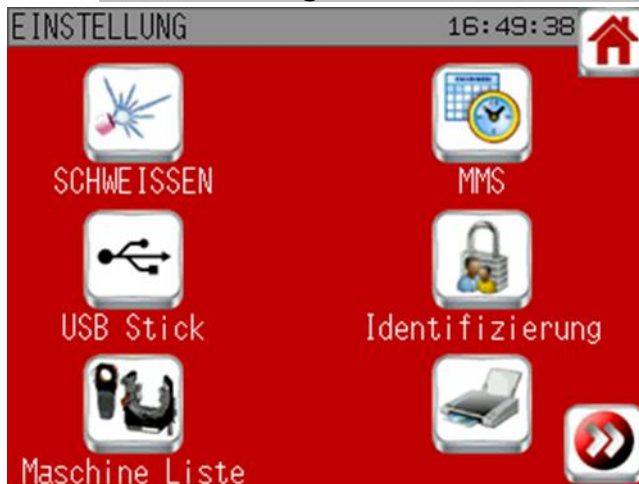 EINSTELLUNG 16:49:38
SCHWEISSEN MMS
USB Stick Identifizierung
Maschine Liste